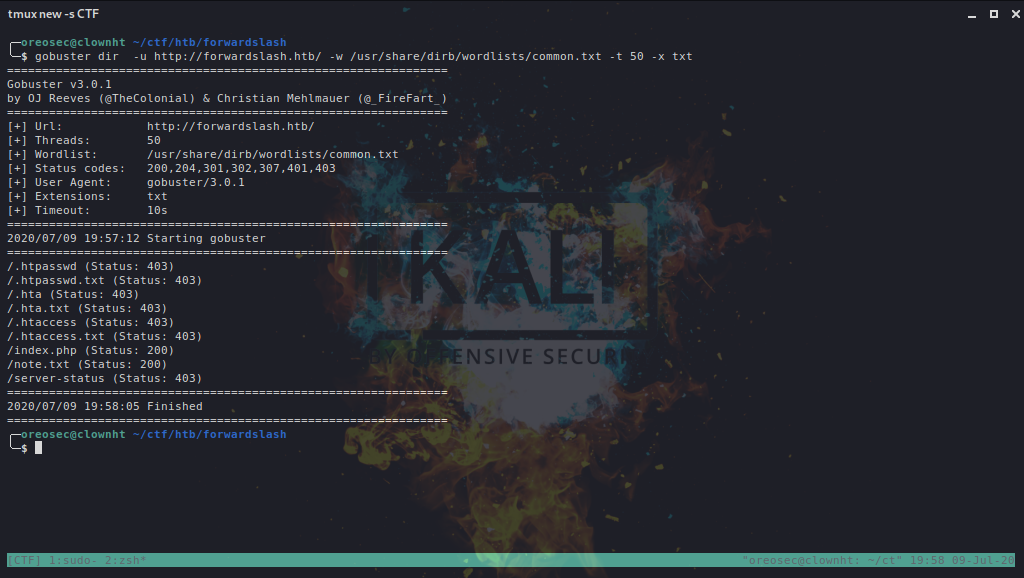 tmux new -s CTF
oreosec@clownht ~/ctf/htb/forwardslash
$ gobuster dir  -u http://forwardslash.htb/ -w /usr/share/dirb/wordlists/common.txt -t 50 -x txt
===============================================================
Gobuster v3.0.1
by OJ Reeves (@TheColonial) & Christian Mehlmauer (@_FireFart_)
===============================================================
[+] Url:            http://forwardslash.htb/
[+] Threads:        50
[+] Wordlist:       /usr/share/dirb/wordlists/common.txt
[+] Status codes:   200,204,301,302,307,401,403
[+] User Agent:     gobuster/3.0.1
[+] Extensions:     txt
[+] Timeout:        10s
===============================================================
2020/07/09 19:57:12 Starting gobuster
===============================================================
/.htpasswd (Status: 403)
/.htpasswd.txt (Status: 403)
/.hta (Status: 403)
/.hta.txt (Status: 403)
/.htaccess (Status: 403)
/.htaccess.txt (Status: 403)
/index.php (Status: 200)
/note.txt (Status: 200)
/server-status (Status: 403)
===============================================================
2020/07/09 19:58:05 Finished
===============================================================
oreosec@clownht ~/ctf/htb/forwardslash
$
KALI
BY OFFENSIVE SECURI
[CTF] 1:sudo- 2:zsh* "oreosec@clownht: ~/ct" 19:58 09-Jul-20